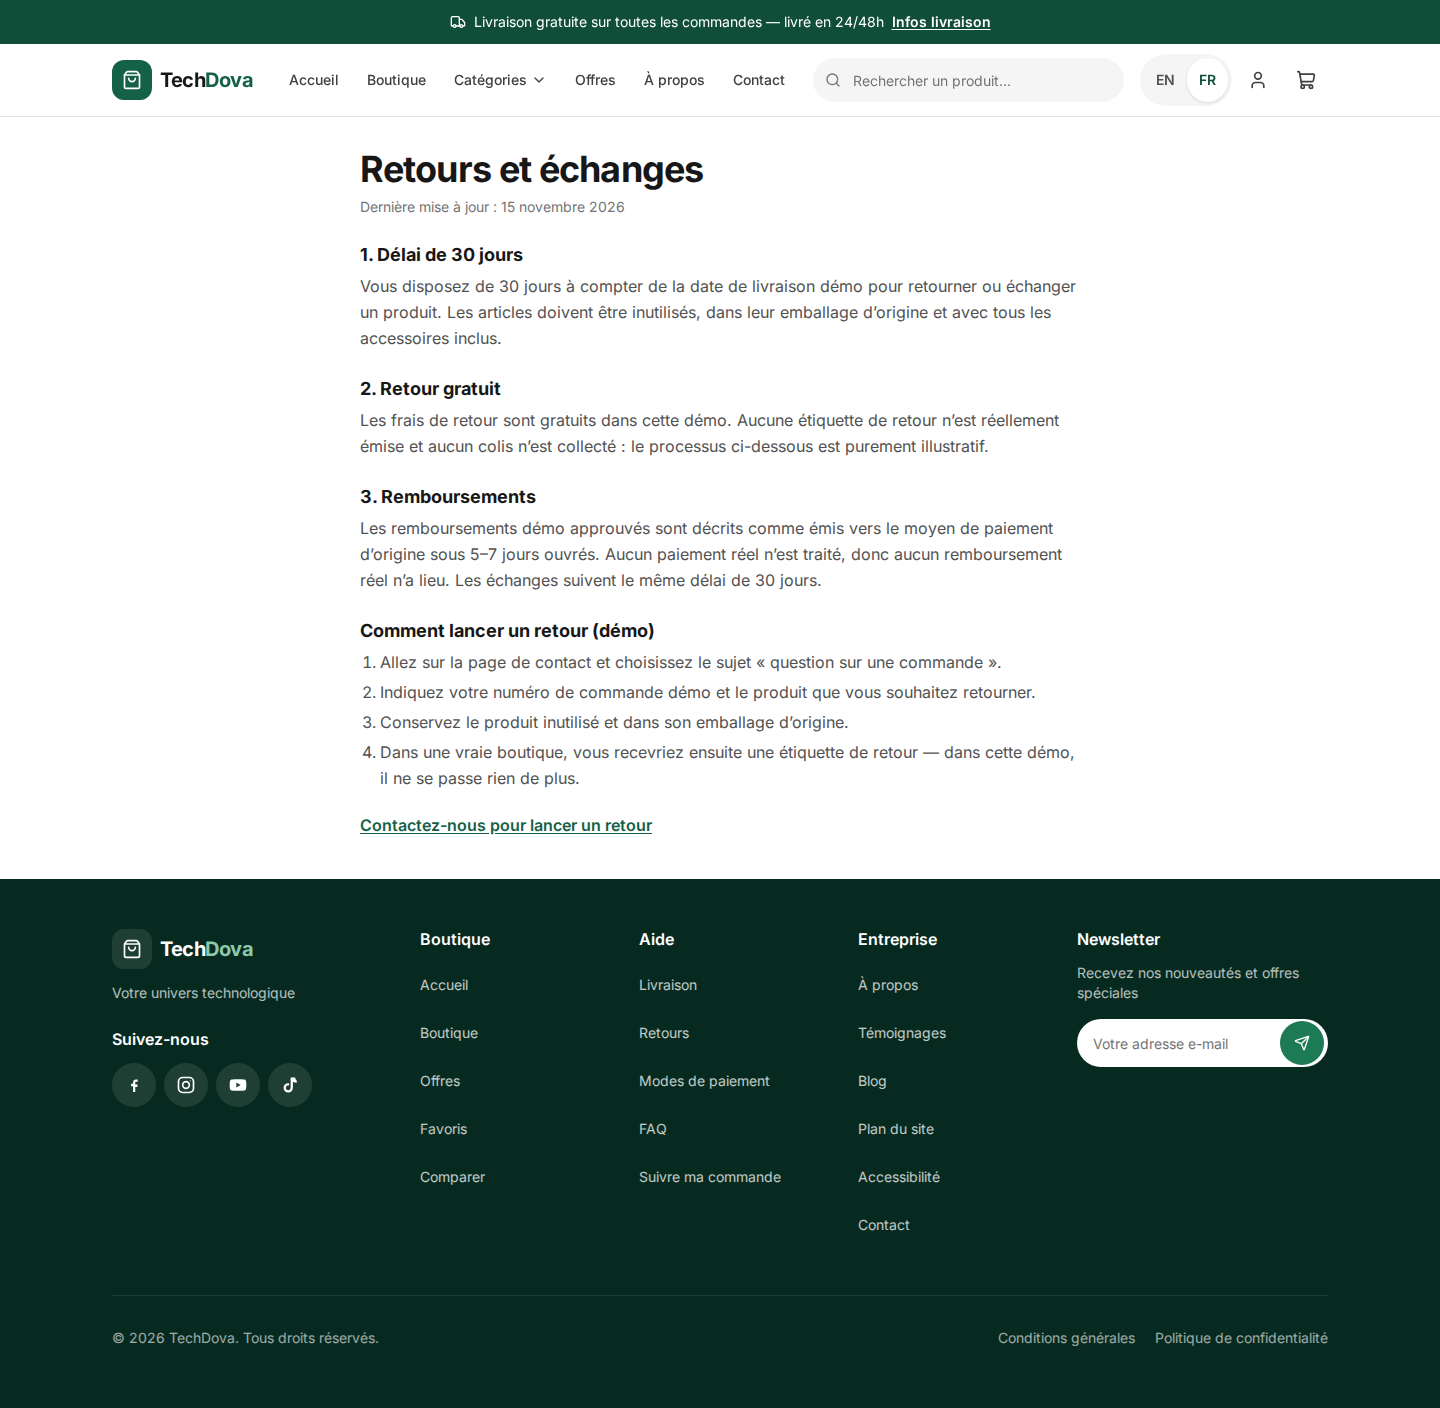 Livraison gratuite sur toutes les commandes — livré en 24/48h Infos livraison
TechDova
Accueil
Boutique
Catégories
Offres
À propos
Contact
Rechercher un produit...
EN
FR
Retours et échanges
Dernière mise à jour : 15 novembre 2026
1. Délai de 30 jours
Vous disposez de 30 jours à compter de la date de livraison démo pour retourner ou échanger
un produit. Les articles doivent être inutilisés, dans leur emballage d’origine et avec tous les
accessoires inclus.
2. Retour gratuit
Les frais de retour sont gratuits dans cette démo. Aucune étiquette de retour n’est réellement
émise et aucun colis n’est collecté : le processus ci-dessous est purement illustratif.
3. Remboursements
Les remboursements démo approuvés sont décrits comme émis vers le moyen de paiement
d’origine sous 5–7 jours ouvrés. Aucun paiement réel n’est traité, donc aucun remboursement
réel n’a lieu. Les échanges suivent le même délai de 30 jours.
Comment lancer un retour (démo)
1. Allez sur la page de contact et choisissez le sujet « question sur une commande ».
2. Indiquez votre numéro de commande démo et le produit que vous souhaitez retourner.
3. Conservez le produit inutilisé et dans son emballage d’origine.
4. Dans une vraie boutique, vous recevriez ensuite une étiquette de retour — dans cette démo,
il ne se passe rien de plus.
Contactez-nous pour lancer un retour
TechDova
Votre univers technologique
Suivez-nous
Boutique
Accueil
Boutique
Offres
Favoris
Comparer
Aide
Livraison
Retours
Modes de paiement
FAQ
Suivre ma commande
Entreprise
À propos
Témoignages
Blog
Plan du site
Accessibilité
Contact
Newsletter
Recevez nos nouveautés et offres
spéciales
Votre adresse e-mail
© 2026 TechDova. Tous droits réservés.
Conditions générales
Politique de confidentialité